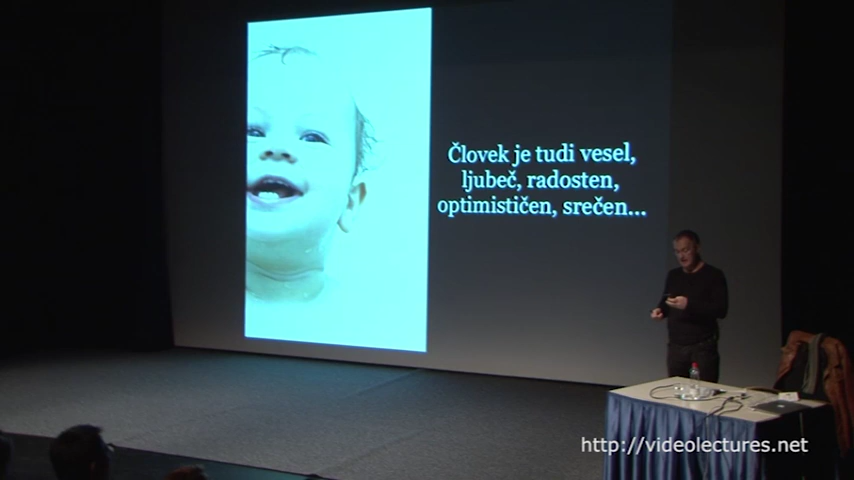 Človek je tudi vesel,
ljubeč, radosten,
optimističen, srečen...
http://videolectures.net